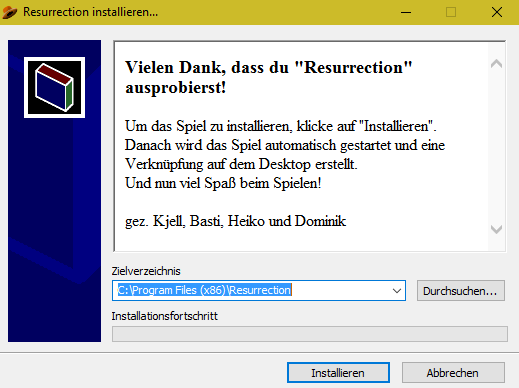 Resurrection installieren...
Vielen Dank, dass du "Resurrection"
ausprobierst!
Um das Spiel zu installieren, klicke auf "Installieren".
Danach wird das Spiel automatisch gestartet und eine
Verknüpfung auf dem Desktop erstellt.
Und nun viel Spaß beim Spielen!
gez. Kjell, Basti, Heiko und Dominik
Zielverzeichnis
C:\Program Files (x86)\Resurrection
Durchsuchen...
Installationsfortschritt
Installieren
Abbrechen